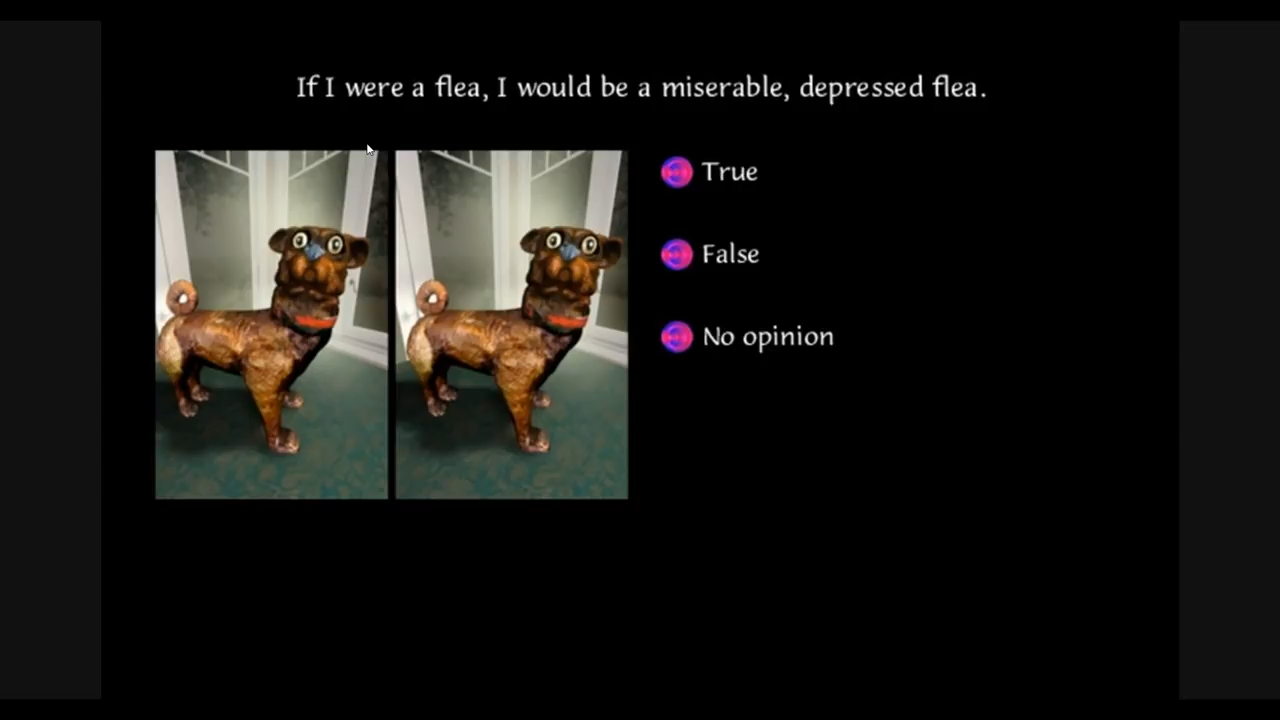 If I were a flea, I would be a miserable, depressed flea.
True
False
No opinion